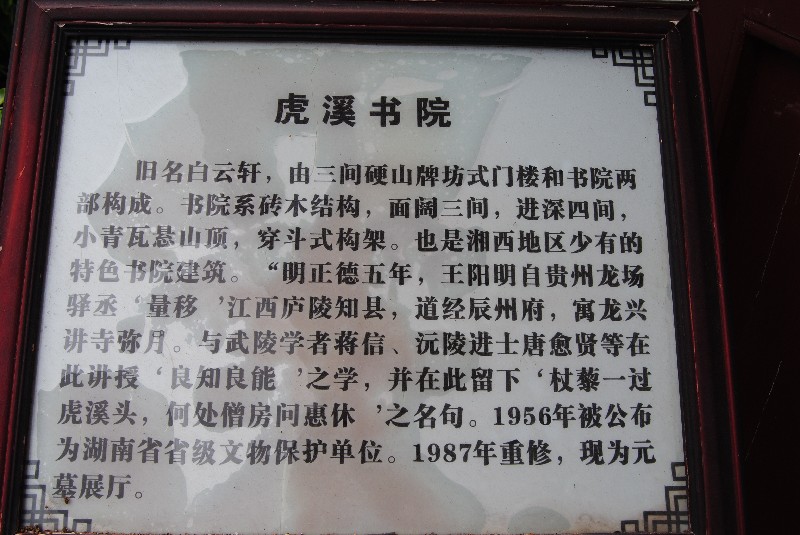 虎溪书院
旧名白云轩，由三间硬山牌坊式门楼和书院两
部构成。书院系砖木结构，面阔三间，进深四间，
小青瓦悬山顶，穿斗式构架。也是湘西地区少有的
特色书院建筑。“明正德五年，王阳明自贵州龙场
驿丞‘量移’江西庐陵知县，道经辰州府，寓龙兴
讲寺弥月。与武陵学者蒋信、沅陵进士唐愈贤等在
此讲授‘良知良能’之学，并在此留下‘杖藜一过
虎溪头，何处僧房问惠休’之名句。1956年被公布
为湖南省省级文物保护单位。1987年重修，现为元
墓展厅。